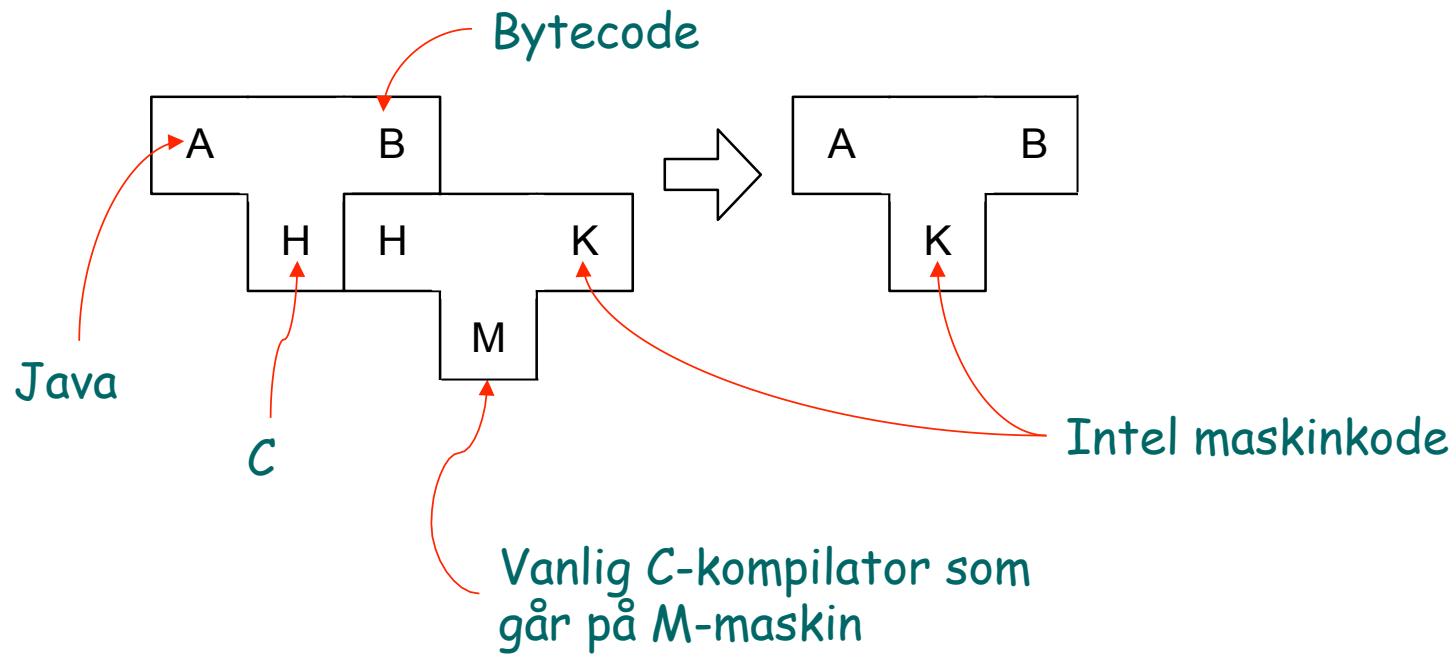 Bytecode
A B A B
H H K K
M
Java
C
Intel maskinkode
Vanlig C-kompilator som
går på M-maskin